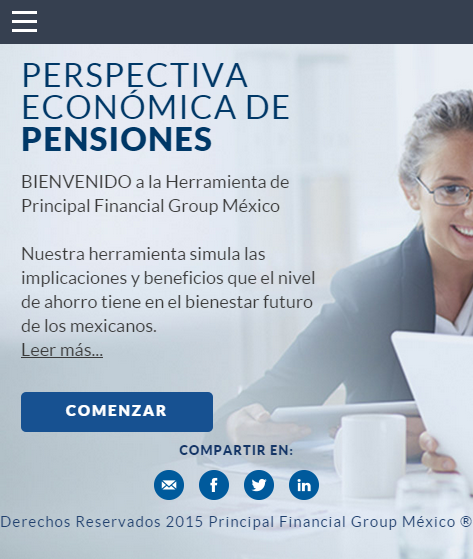 PERSPECTIVA
ECONÓMICA DE
PENSIONES
BIENVENIDO a la Herramienta de
Principal Financial Group México
Nuestra herramienta simula las
implicaciones y beneficios que el nivel
de ahorro tiene en el bienestar futuro
de los mexicanos.
Leer más...
COMENZAR
COMPARTIR EN:
Derechos Reservados 2015 Principal Financial Group México ®